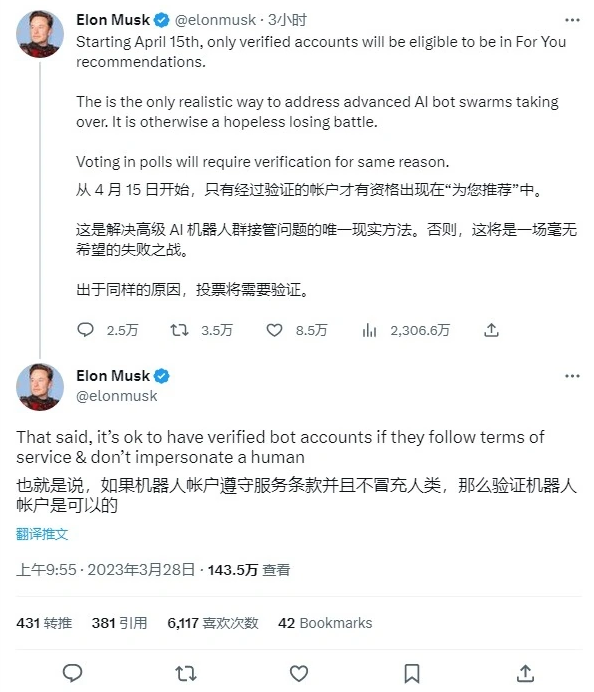 Elon Musk @elonmusk · 3小时
Starting April 15th, only verified accounts will be eligible to be in For You
recommendations.
The is the only realistic way to address advanced AI bot swarms taking
over. It is otherwise a hopeless losing battle.
Voting in polls will require verification for same reason.
从 4 月 15 日开始，只有经过验证的帐户才有资格出现在“为您推荐”中。
这是解决高级 AI 机器人群接管问题的唯一现实方法。否则，这将是一场毫无
希望的失败之战。
出于同样的原因，投票将需要验证。
2.5万 3.5万 8.5万 2,306.6万
Elon Musk
@elonmusk
That said, it’s ok to have verified bot accounts if they follow terms of
service & don’t impersonate a human
也就是说，如果机器人帐户遵守服务条款并且不冒充人类，那么验证机器人
帐户是可以的
翻译推文
上午9:55 · 2023年3月28日 · 143.5万 查看
431 转推 381 引用 6,117 喜欢次数 42 Bookmarks